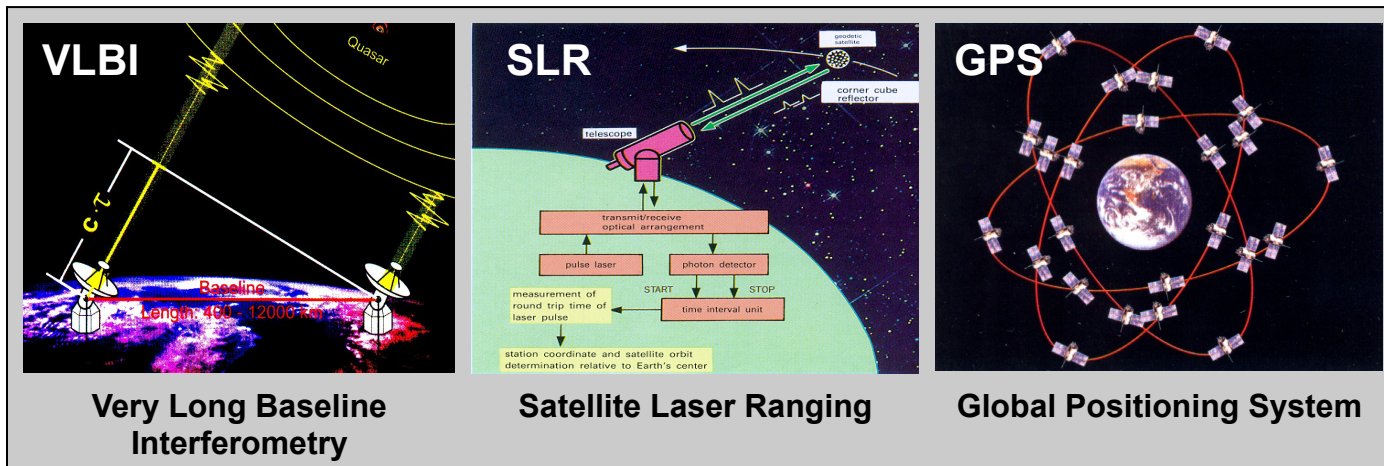 VLBI
Quasar
c·τ
Baseline
Length: 400 - 12000 km
Very Long Baseline
Interferometry
SLR
geodetic
satellite
corner cube
reflector
telescope
transmit/receive
optical arrangement
pulse laser
photon detector
START
STOP
measurement of
round trip time of
laser pulse
time interval unit
station coordinate and satellite orbit
determination relative to Earth's center
Satellite Laser Ranging
GPS
Global Positioning System